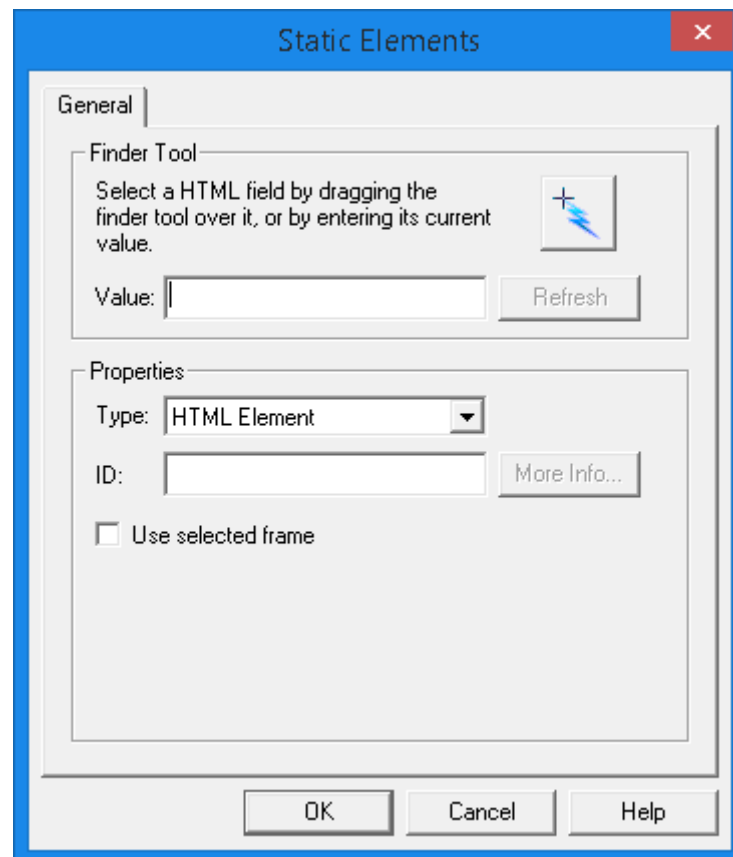 Static Elements
General
Finder Tool
Select a HTML field by dragging the
finder tool over it, or by entering its current
value.
Value:
Refresh
Properties
Type: HTML Element
ID:
More Info...
Use selected frame
OK Cancel Help